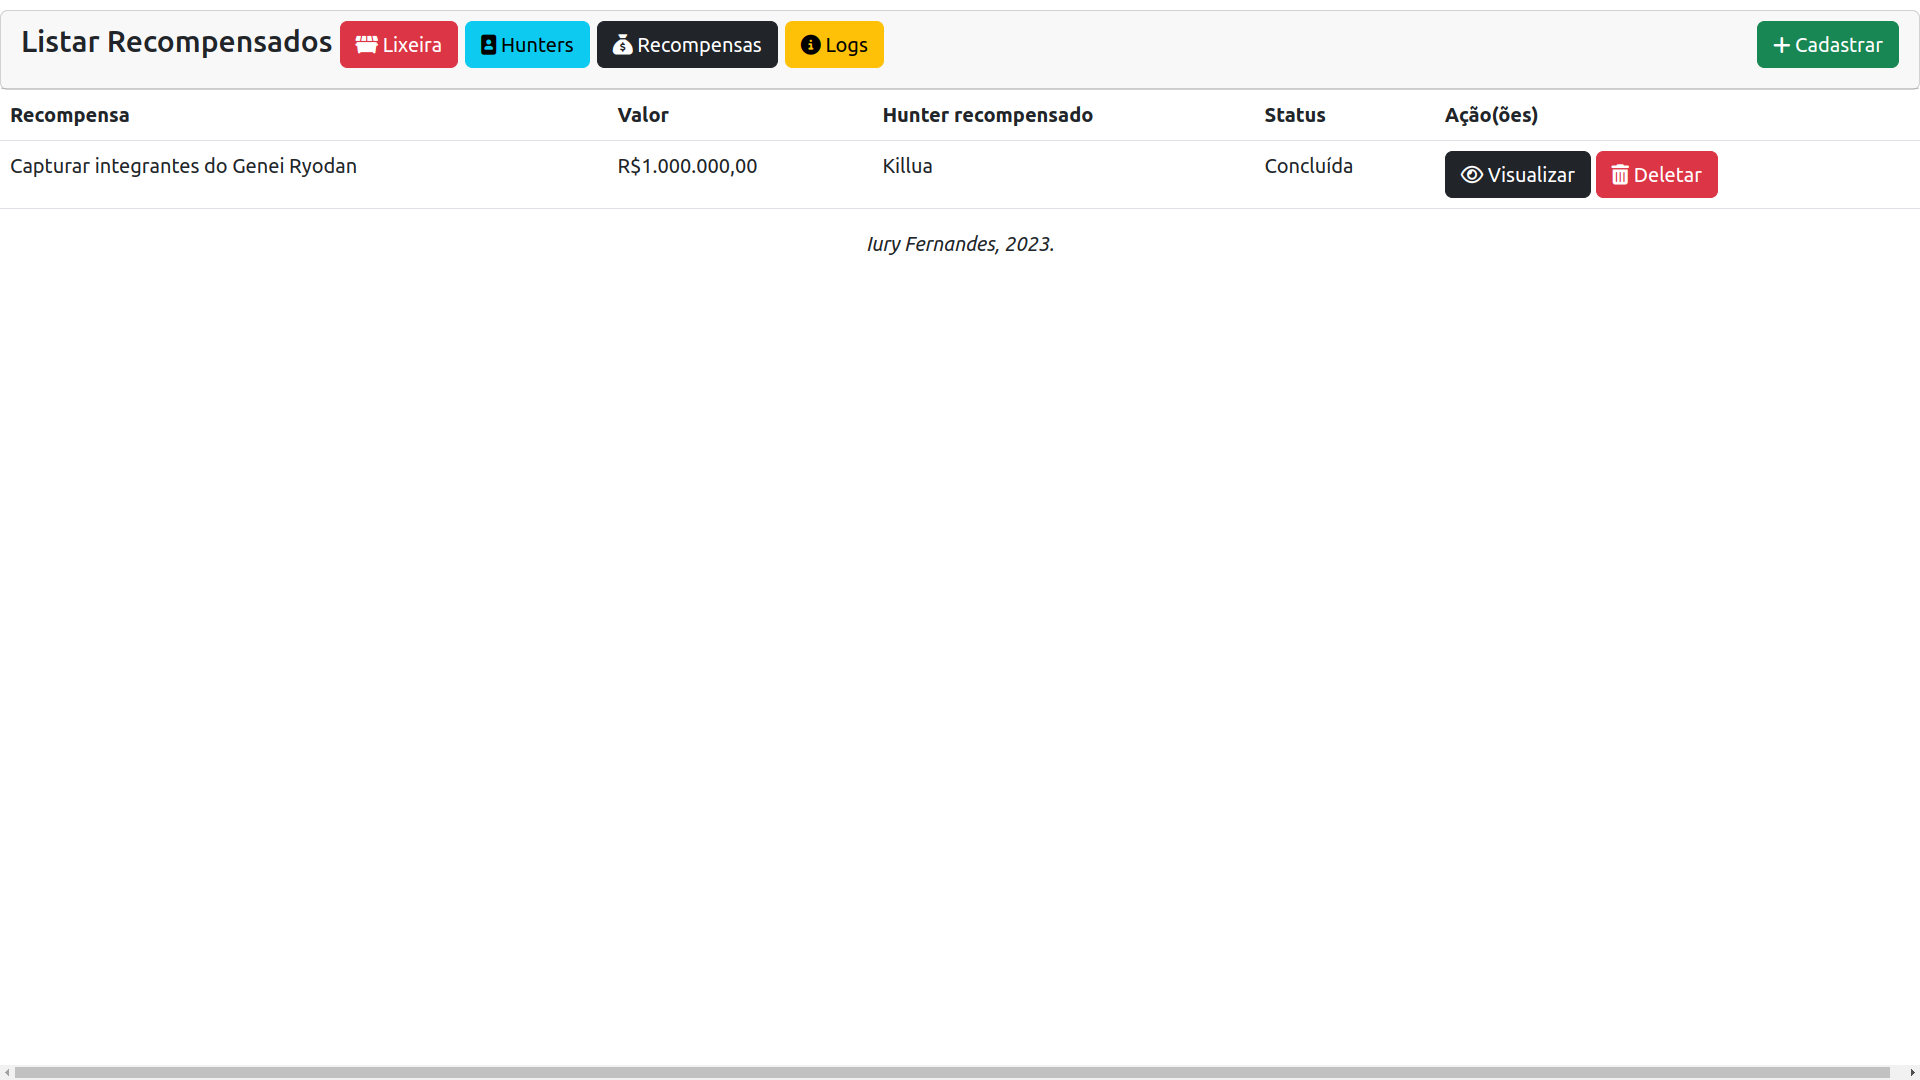 Listar Recompensados Lixeira Hunters Recompensas Logs Cadastrar
Recompensa Valor Hunter recompensado Status Ação(ões)
Capturar integrantes do Genei Ryodan R$1.000.000,00 Killua Concluída Visualizar Deletar
Iury Fernandes, 2023.